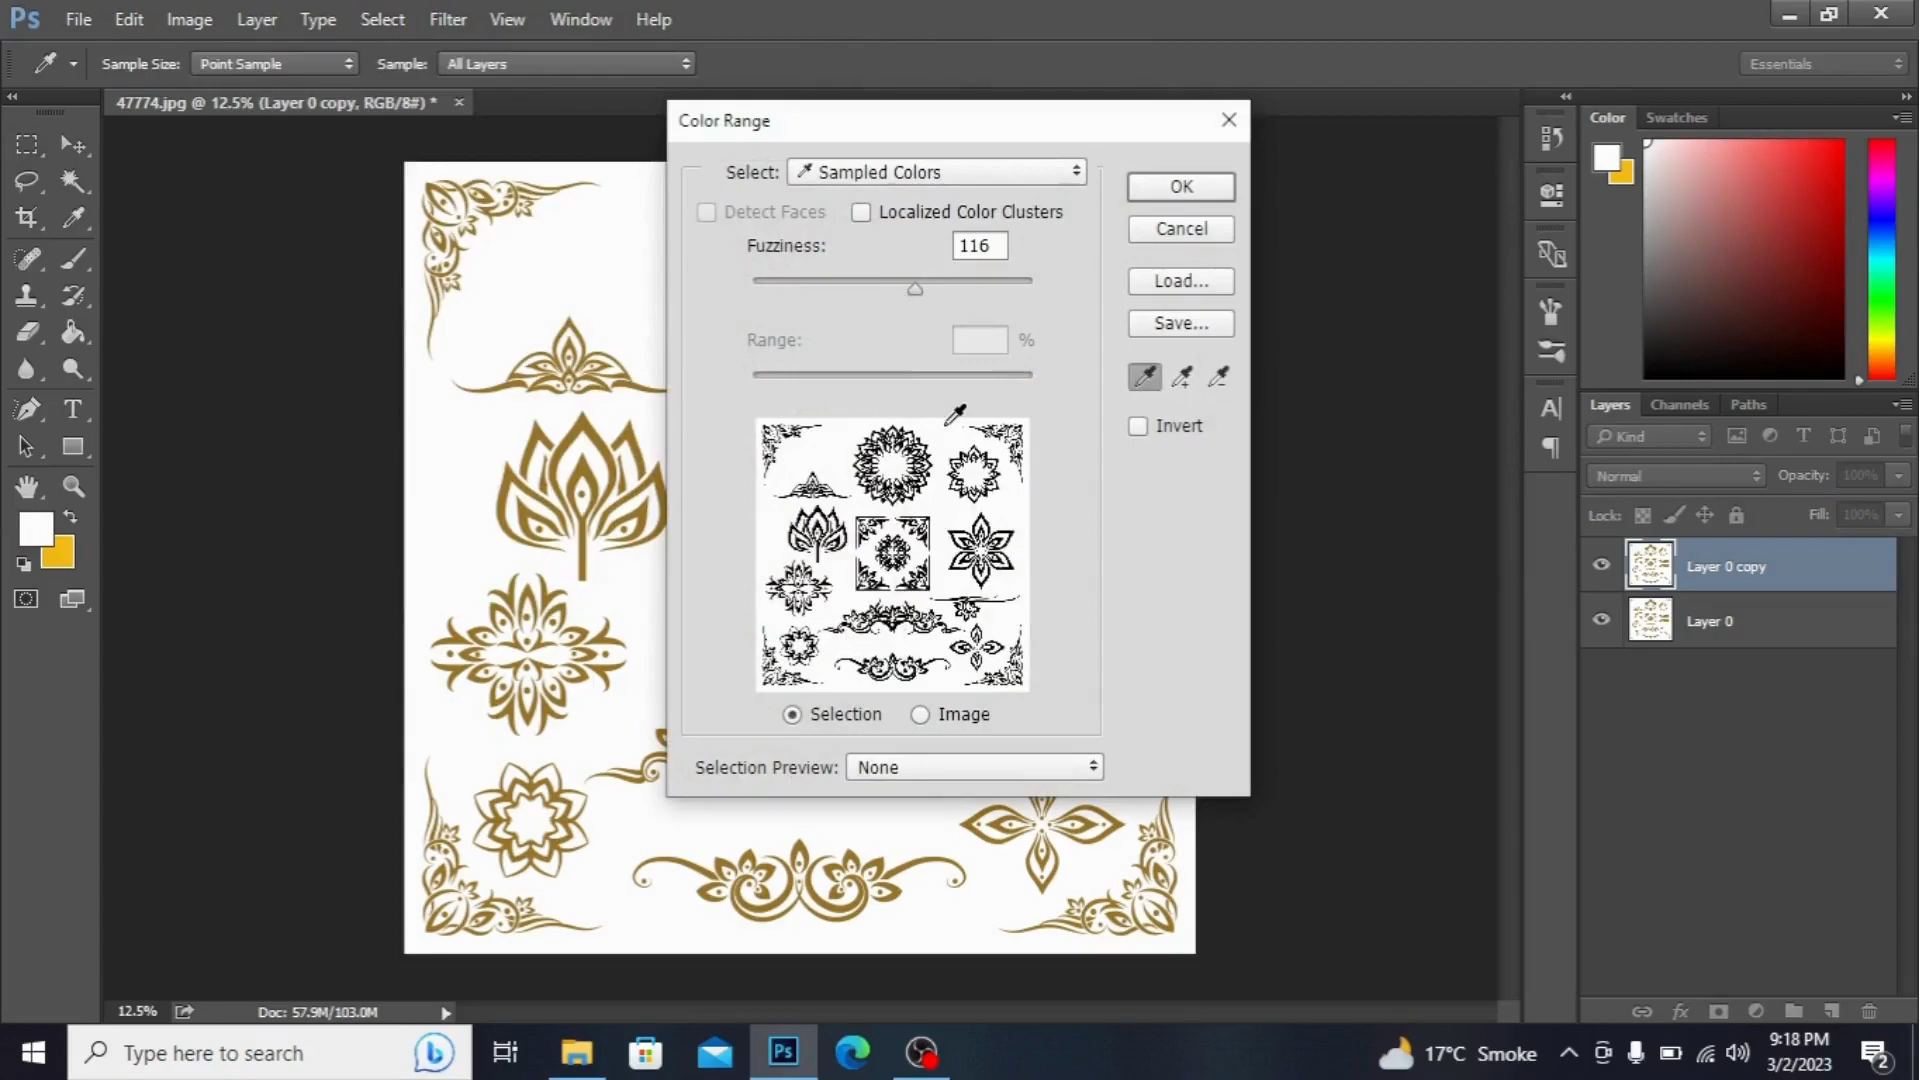 Ps File Edit Image Layer Type Select Filter View Window Help
Sample Size: Point Sample Sample: All Layers Essentials
47774.jpg @ 12.5% (Layer 0 copy, RGB/8#) * ×
Color Range
Select: Sampled Colors
Detect Faces Localized Color Clusters
Fuzziness: 116
Range: %
Selection Image
Selection Preview: None
OK
Cancel
Load...
Save...
Invert
Color Swatches
Layers Channels Paths
Kind
Normal Opacity: 100%
Lock: Fill: 100%
Layer 0 copy
Layer 0
12.5% Doc: 57.9M/103.0M
Type here to search
Ps
17°C Smoke
9:18 PM
3/2/2023
2